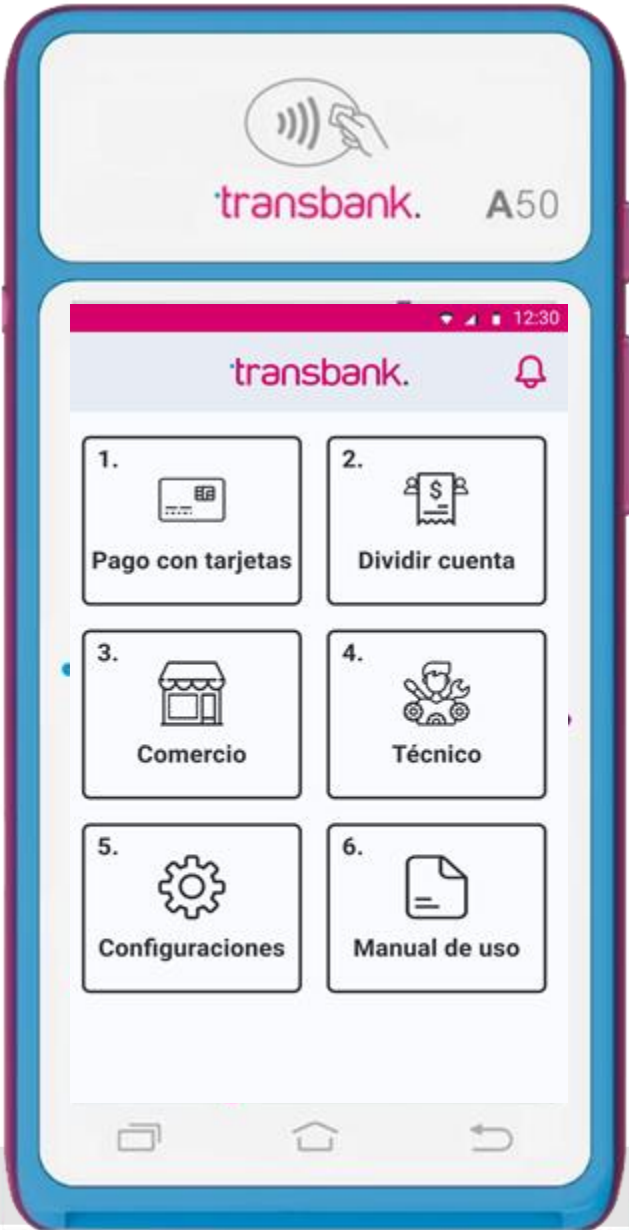 transbank.
A50
12:30
transbank.
1.
Pago con tarjetas
2.
$
Dividir cuenta
3.
Comercio
4.
Técnico
5.
Configuraciones
6.
Manual de uso